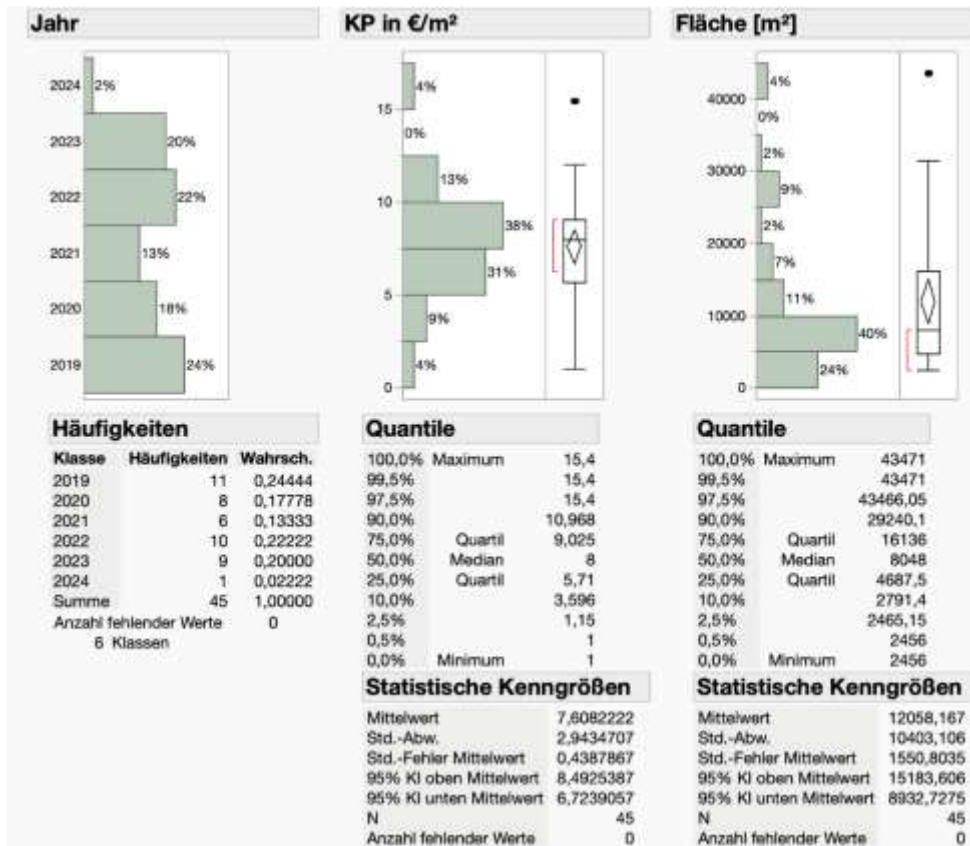 Jahr
2024
2%
2023
20%
2022
22%
2021
13%
2020
18%
2019
24%
Häufigkeiten
Klasse Häufigkeiten Wahrsch.
2019 11 0,24444
2020 8 0,17778
2021 6 0,13333
2022 10 0,22222
2023 9 0,20000
2024 1 0,02222
Summe 45 1,00000
Anzahl fehlender Werte 0
6 Klassen
KP in €/m²
4%
15
0%
13%
10
38%
31%
5
9%
4%
0
Quantile
100,0% Maximum 15,4
99,5% 15,4
97,5% 15,4
90,0% 10,968
75,0% Quartil 9,025
50,0% Median 8
25,0% Quartil 5,71
10,0% 3,596
2,5% 1,15
0,5% 1
0,0% Minimum 1
Statistische Kenngrößen
Mittelwert 7,6082222
Std.-Abw. 2,9434707
Std.-Fehler Mittelwert 0,4387867
95% KI oben Mittelwert 8,4925387
95% KI unten Mittelwert 6,7239057
N 45
Anzahl fehlender Werte 0
Fläche [m²]
4%
40000
0%
2%
30000
9%
2%
20000
7%
11%
10000
40%
24%
0
Quantile
100,0% Maximum 43471
99,5% 43471
97,5% 43466,05
90,0% 29240,1
75,0% Quartil 16136
50,0% Median 8048
25,0% Quartil 4687,5
10,0% 2791,4
2,5% 2465,15
0,5% 2456
0,0% Minimum 2456
Statistische Kenngrößen
Mittelwert 12058,167
Std.-Abw. 10403,106
Std.-Fehler Mittelwert 1550,8035
95% KI oben Mittelwert 15183,606
95% KI unten Mittelwert 8932,7275
N 45
Anzahl fehlender Werte 0